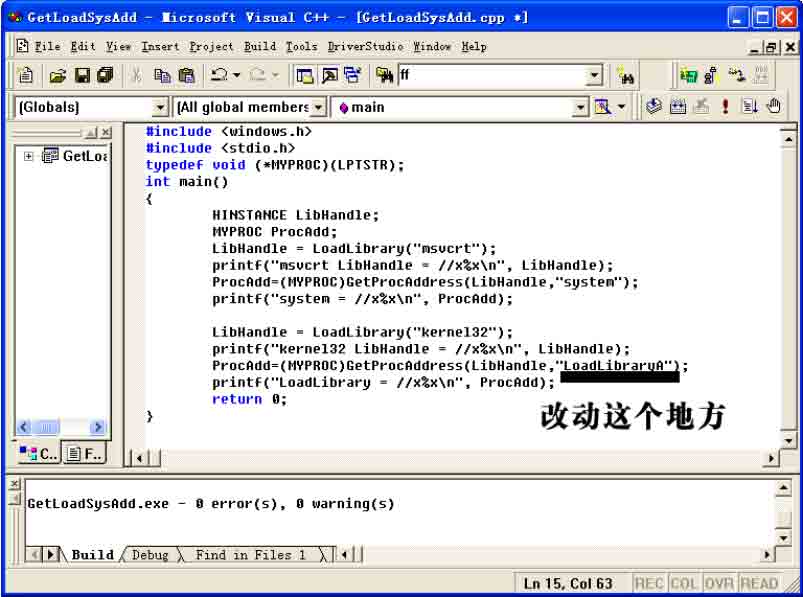 GetLoadSysAdd - Microsoft Visual C++ - [GetLoadSysAdd.cpp *]
File Edit View Insert Project Build Tools DriverStudio Window Help
ff
(Globals) (All global members main
GetLoa
#include <windows.h>
#include <stdio.h>
typedef void (*MYPROC)(LPTSTR);
int main()
{
HINSTANCE LibHandle;
MYPROC ProcAdd;
LibHandle = LoadLibrary("msvcrt");
printf("msvcrt LibHandle = //x%x\n", LibHandle);
ProcAdd=(MYPROC)GetProcAddress(LibHandle,"system");
printf("system = //x%x\n", ProcAdd);
LibHandle = LoadLibrary("kernel32");
printf("kernel32 LibHandle = //x%x\n", LibHandle);
ProcAdd=(MYPROC)GetProcAddress(LibHandle,"LoadLibraryA");
printf("LoadLibrary = //x%x\n", ProcAdd);
return 0;
}
改动这个地方
C.. F..
GetLoadSysAdd.exe - 0 error(s), 0 warning(s)
Build Debug Find in Files 1
Ln 15, Col 63 REC COL OVR READ